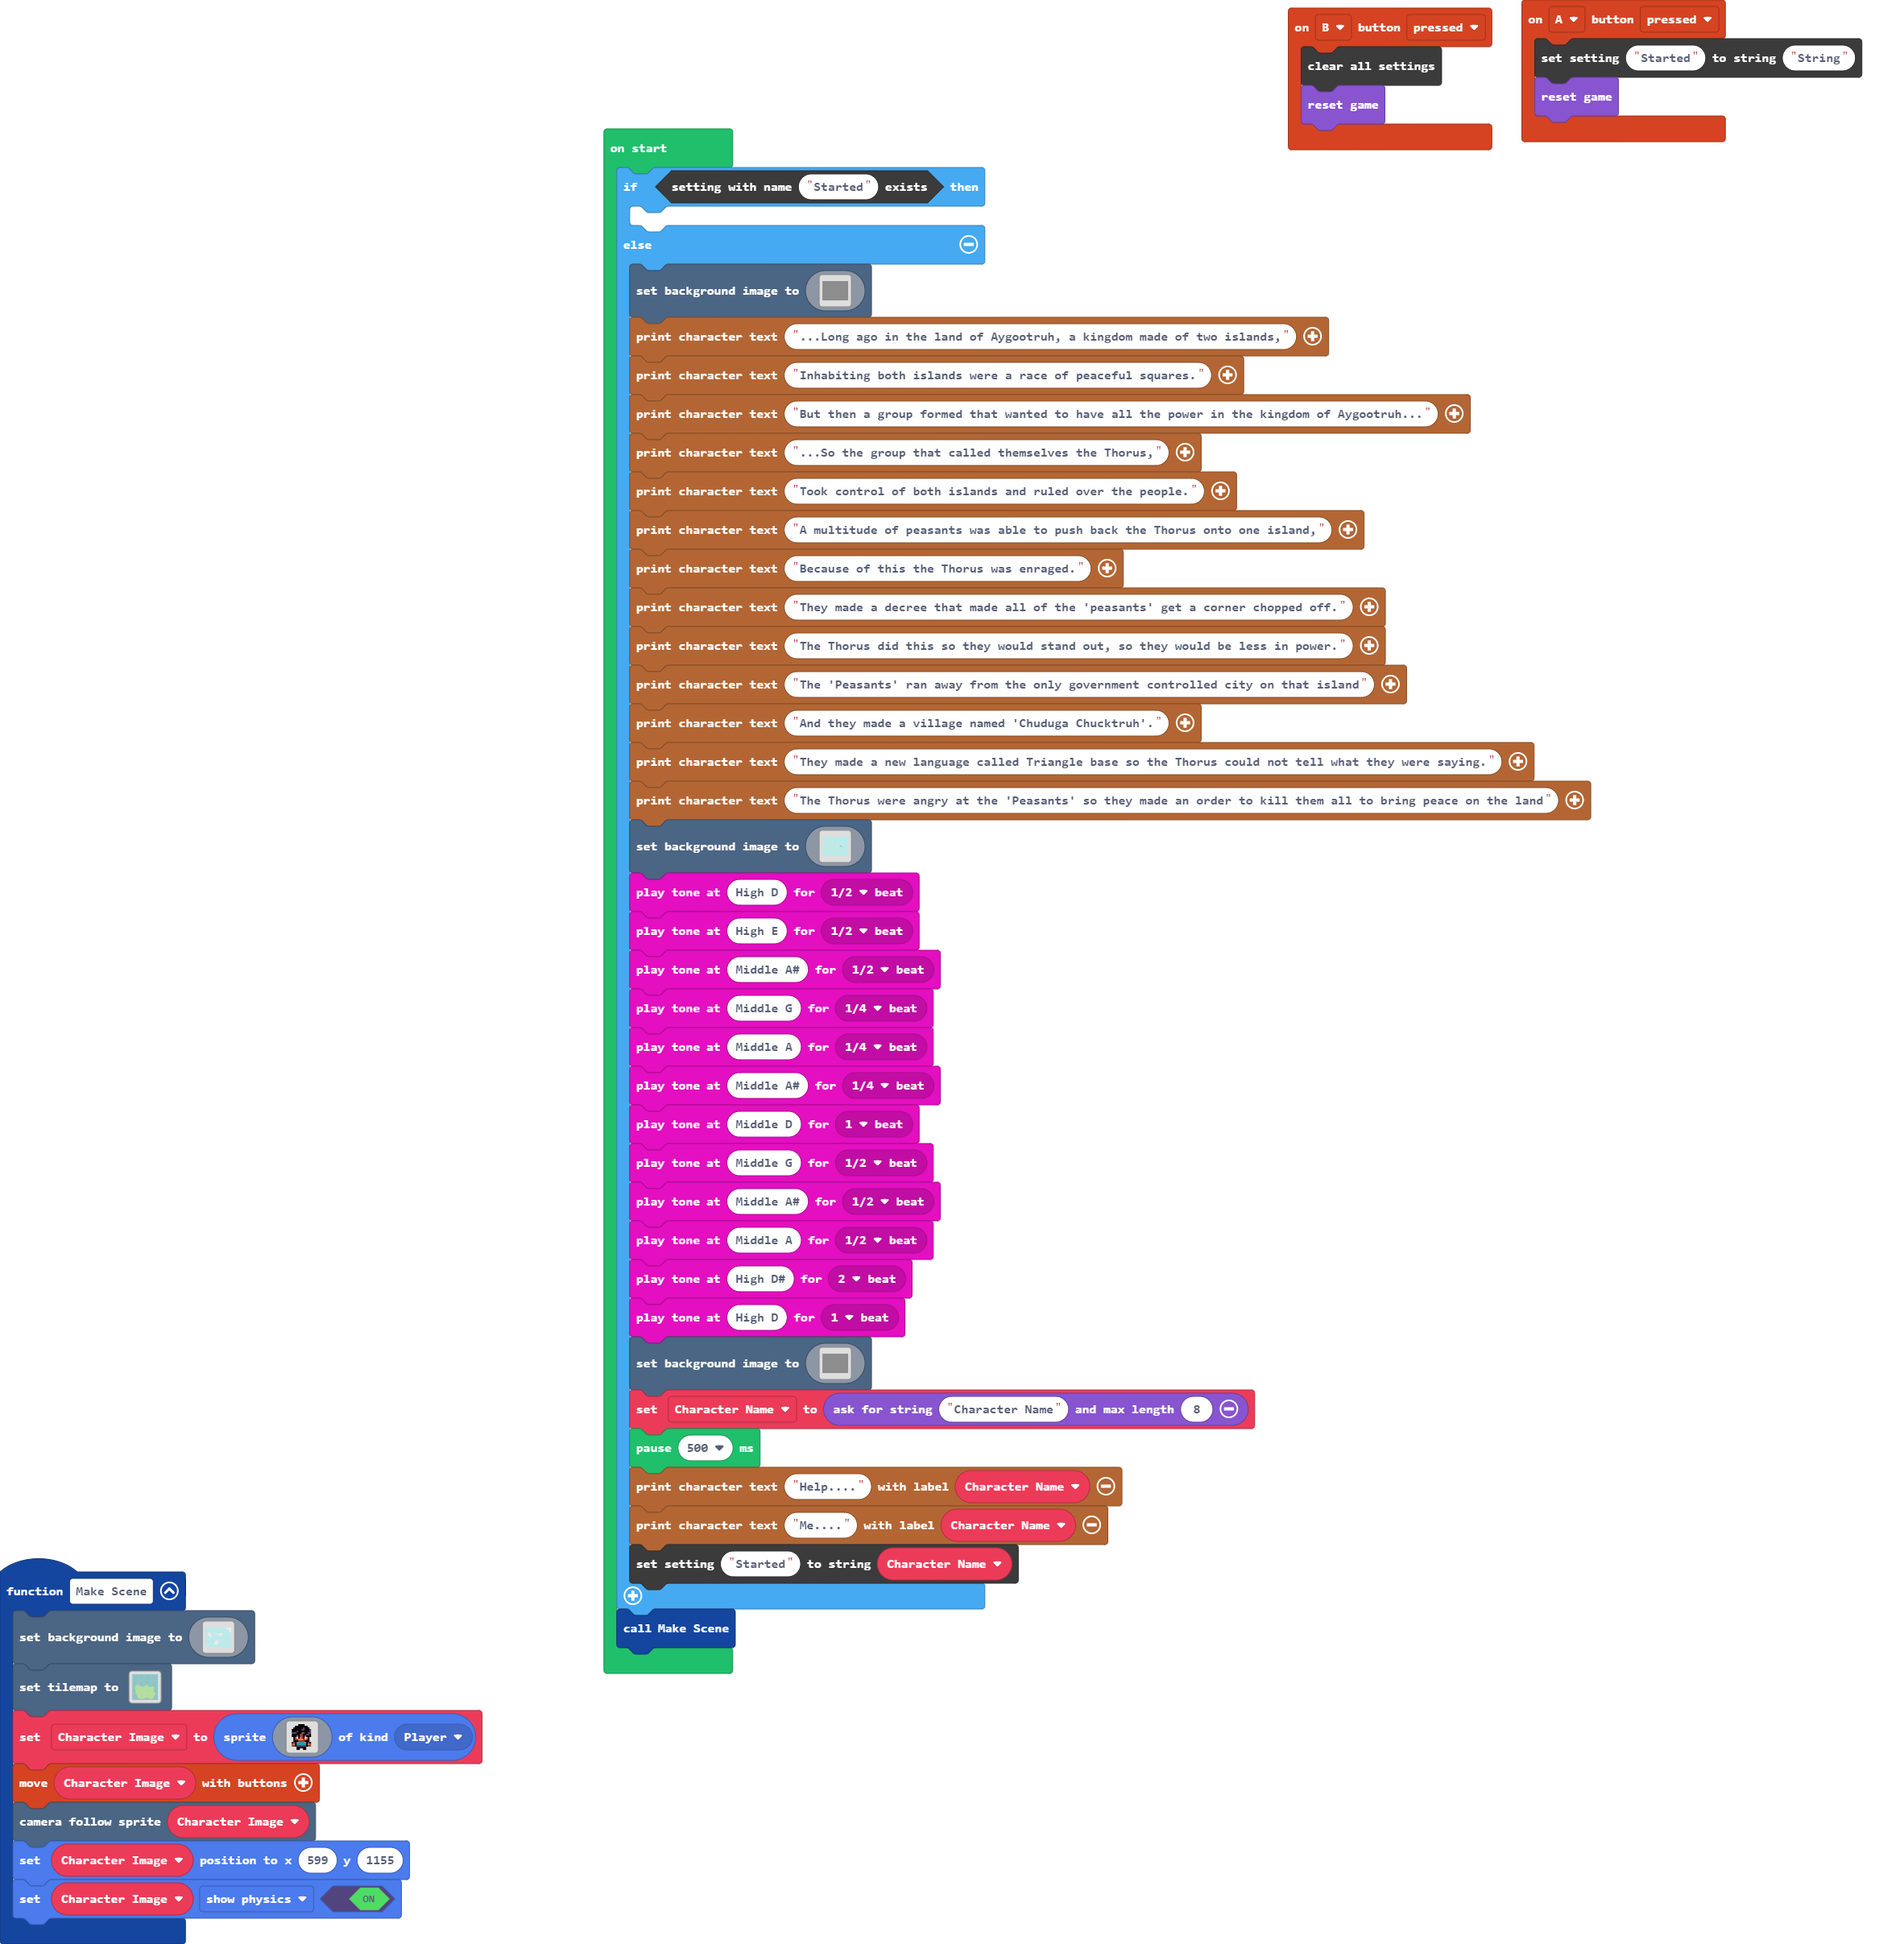 on B button pressed
clear all settings
reset game
on A button pressed
set setting "Started" to string "String"
reset game
on start
if setting with name "Started" exists then
else
set background image to
print character text "...Long ago in the land of Aygootruh, a kingdom made of two islands,"
print character text "Inhabiting both islands were a race of peaceful squares."
print character text "But then a group formed that wanted to have all the power in the kingdom of Aygootruh..."
print character text "...So the group that called themselves the Thorus,"
print character text "Took control of both islands and ruled over the people."
print character text "A multitude of peasants was able to push back the Thorus onto one island,"
print character text "Because of this the Thorus was enraged."
print character text "They made a decree that made all of the 'peasants' get a corner chopped off."
print character text "The Thorus did this so they would stand out, so they would be less in power."
print character text "The 'Peasants' ran away from the only government controlled city on that island"
print character text "And they made a village named 'Chuduga Chucktruh'."
print character text "They made a new language called Triangle base so the Thorus could not tell what they were saying."
print character text "The Thorus were angry at the 'Peasants' so they made an order to kill them all to bring peace on the land"
set background image to
play tone at High D for 1/2 beat
play tone at High E for 1/2 beat
play tone at Middle A# for 1/2 beat
play tone at Middle G for 1/4 beat
play tone at Middle A for 1/4 beat
play tone at Middle A# for 1/4 beat
play tone at Middle D for 1 beat
play tone at Middle G for 1/2 beat
play tone at Middle A# for 1/2 beat
play tone at Middle A for 1/2 beat
play tone at High D# for 2 beat
play tone at High D for 1 beat
set background image to
set Character Name to ask for string "Character Name" and max length 8
pause 500 ms
print character text "Help...." with label Character Name
print character text "Me...." with label Character Name
set setting "Started" to string Character Name
call Make Scene
function Make Scene
set background image to
set tilemap to
set Character Image to sprite of kind Player
move Character Image with buttons
camera follow sprite Character Image
set Character Image position to x 599 y 1155
set Character Image show physics ON